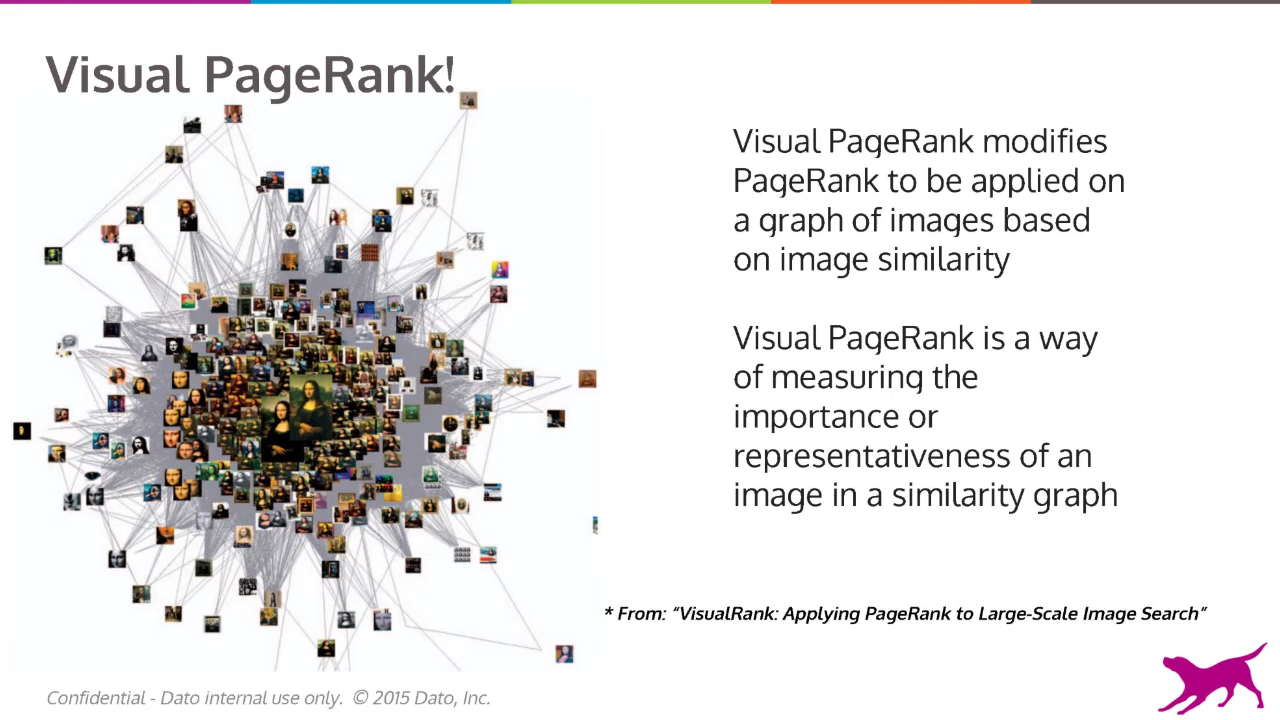 Visual PageRank!
Visual PageRank modifies
PageRank to be applied on
a graph of images based
on image similarity
Visual PageRank is a way
of measuring the
importance or
representativeness of an
image in a similarity graph
* From: “VisualRank: Applying PageRank to Large-Scale Image Search”
Confidential - Dato internal use only. © 2015 Dato, Inc.